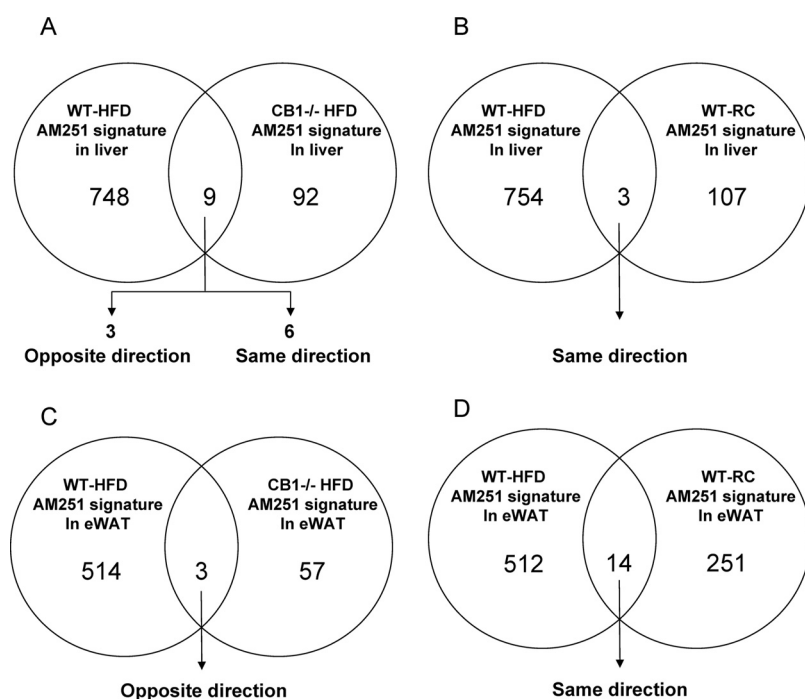 A
WT-HFD
AM251 signature
in liver
748
9
CB1-/- HFD
AM251 signature
In liver
92
3
Opposite direction
6
Same direction
B
WT-HFD
AM251 signature
In liver
754
3
WT-RC
AM251 signature
In liver
107
Same direction
C
WT-HFD
AM251 signature
In eWAT
514
3
CB1-/- HFD
AM251 signature
In eWAT
57
Opposite direction
D
WT-HFD
AM251 signature
In eWAT
512
14
WT-RC
AM251 signature
In eWAT
251
Same direction